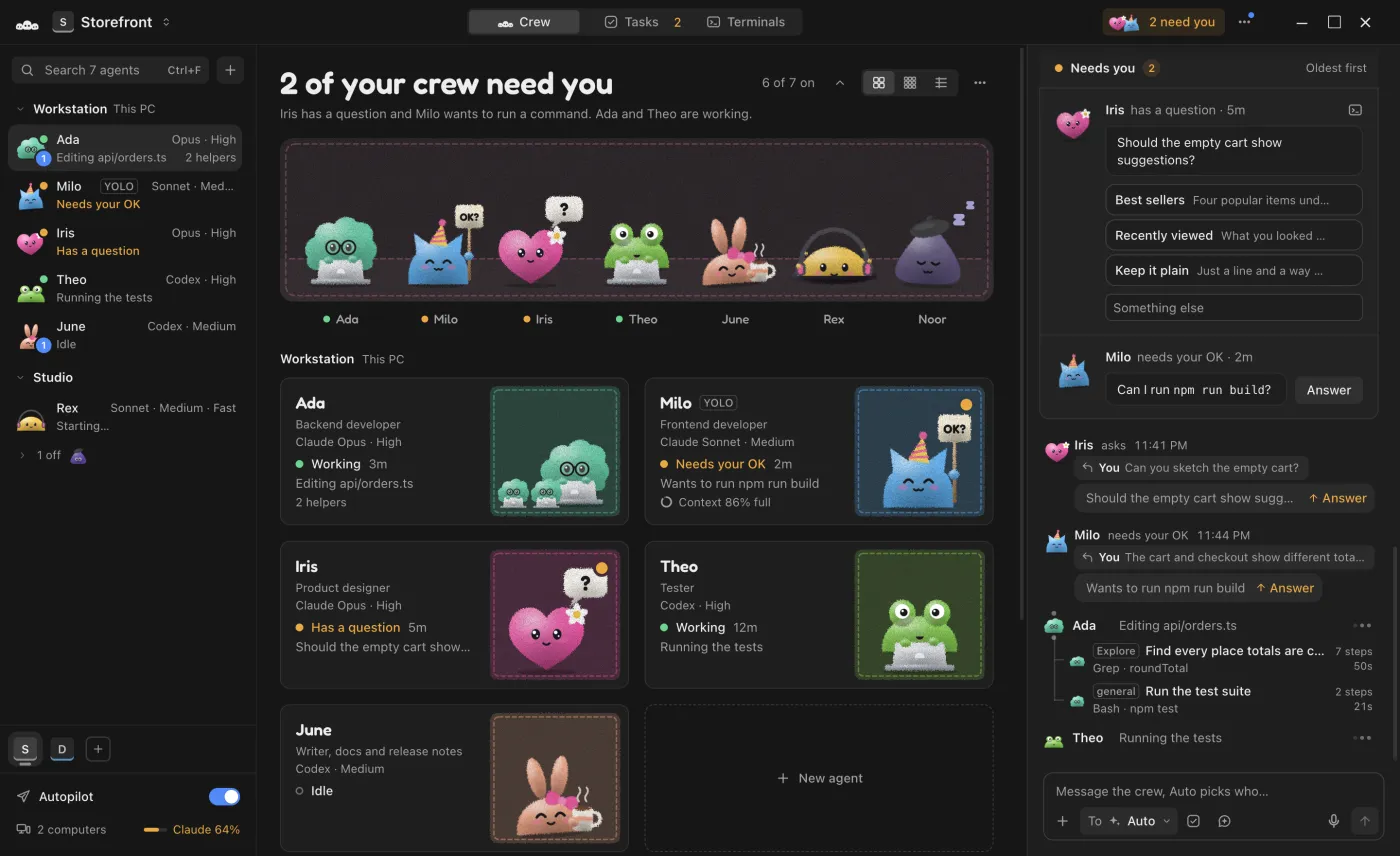 S Storefront
Crew
Tasks 2
Terminals
2 need you
Search 7 agents Ctrl+F
Workstation This PC
Ada Opus · High
1 Editing api/orders.ts 2 helpers
Milo YOLO Sonnet · Med...
Needs your OK
Iris Opus · High
Has a question
Theo Codex · High
Running the tests
June Codex · Medium
1 Idle
Studio
Rex Sonnet · Medium · Fast
Starting...
1 off
S D +
Autopilot
2 computers Claude 64%
2 of your crew need you
6 of 7 on
Iris has a question and Milo wants to run a command. Ada and Theo are working.
OK?
?
z
z
Ada Milo Iris Theo June Rex Noor
Workstation This PC
Ada
Backend developer
Claude Opus · High
Working 3m
Editing api/orders.ts
2 helpers
Milo YOLO
Frontend developer
Claude Sonnet · Medium
Needs your OK 2m
Wants to run npm run build
Context 86% full
OK?
Iris
Product designer
Claude Opus · High
Has a question 5m
Should the empty cart show...
?
Theo
Tester
Codex · High
Working 12m
Running the tests
June
Writer, docs and release notes
Codex · Medium
Idle
+ New agent
Needs you 2 Oldest first
Iris has a question · 5m
Should the empty cart show
suggestions?
Best sellers Four popular items und...
Recently viewed What you looked ...
Keep it plain Just a line and a way ...
Something else
Milo needs your OK · 2m
Can I run npm run build? Answer
Iris asks 11:41 PM
You Can you sketch the empty cart?
Should the empty cart show sugg... ↑ Answer
Milo needs your OK 11:44 PM
You The cart and checkout show different tota...
Wants to run npm run build ↑ Answer
Ada Editing api/orders.ts
Explore Find every place totals are c... 7 steps
Grep · roundTotal 50s
general Run the test suite 2 steps
Bash · npm test 21s
Theo Running the tests
Message the crew, Auto picks who...
+ To Auto